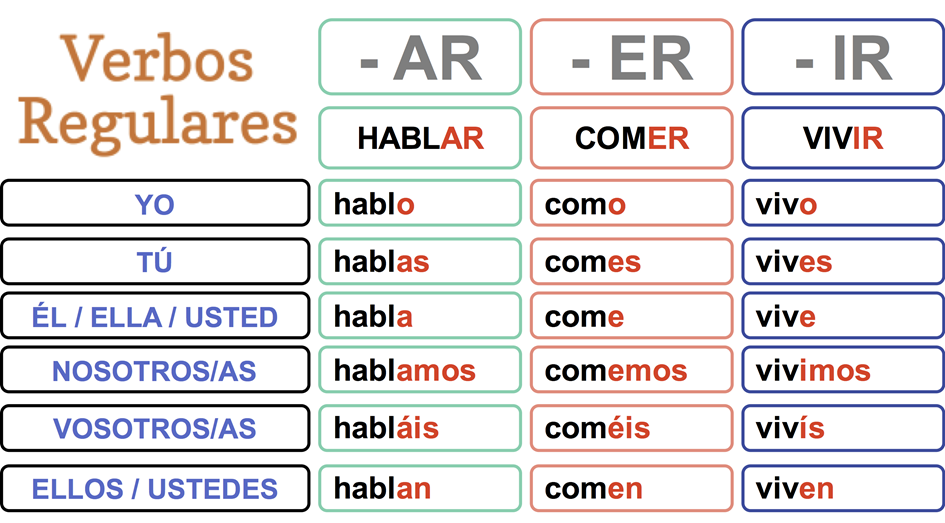 Verbos
Regulares
- AR - ER - IR
HABLAR COMER VIVIR
YO hablo como vivo
TÚ hablas comes vives
ÉL / ELLA / USTED habla come vive
NOSOTROS/AS hablamos comemos vivimos
VOSOTROS/AS habláis coméis vivís
ELLOS / USTEDES hablan comen viven